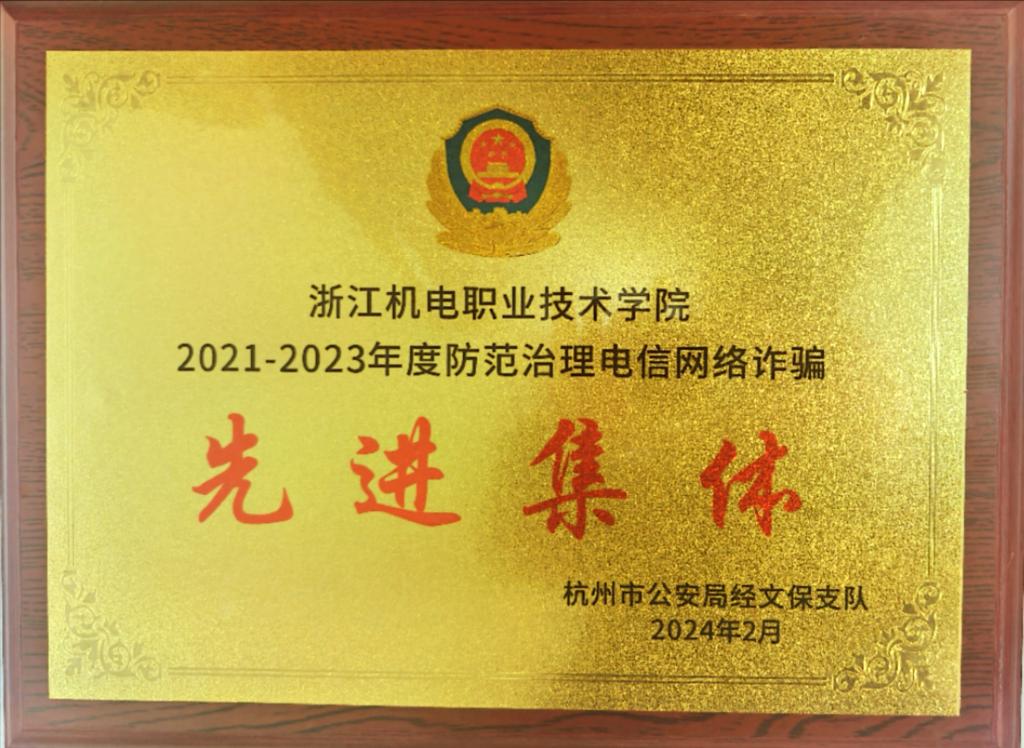 浙江机电职业技术学院
2021-2023年度防范治理电信网络诈骗
先进集体
杭州市公安局经文保支队
2024年2月